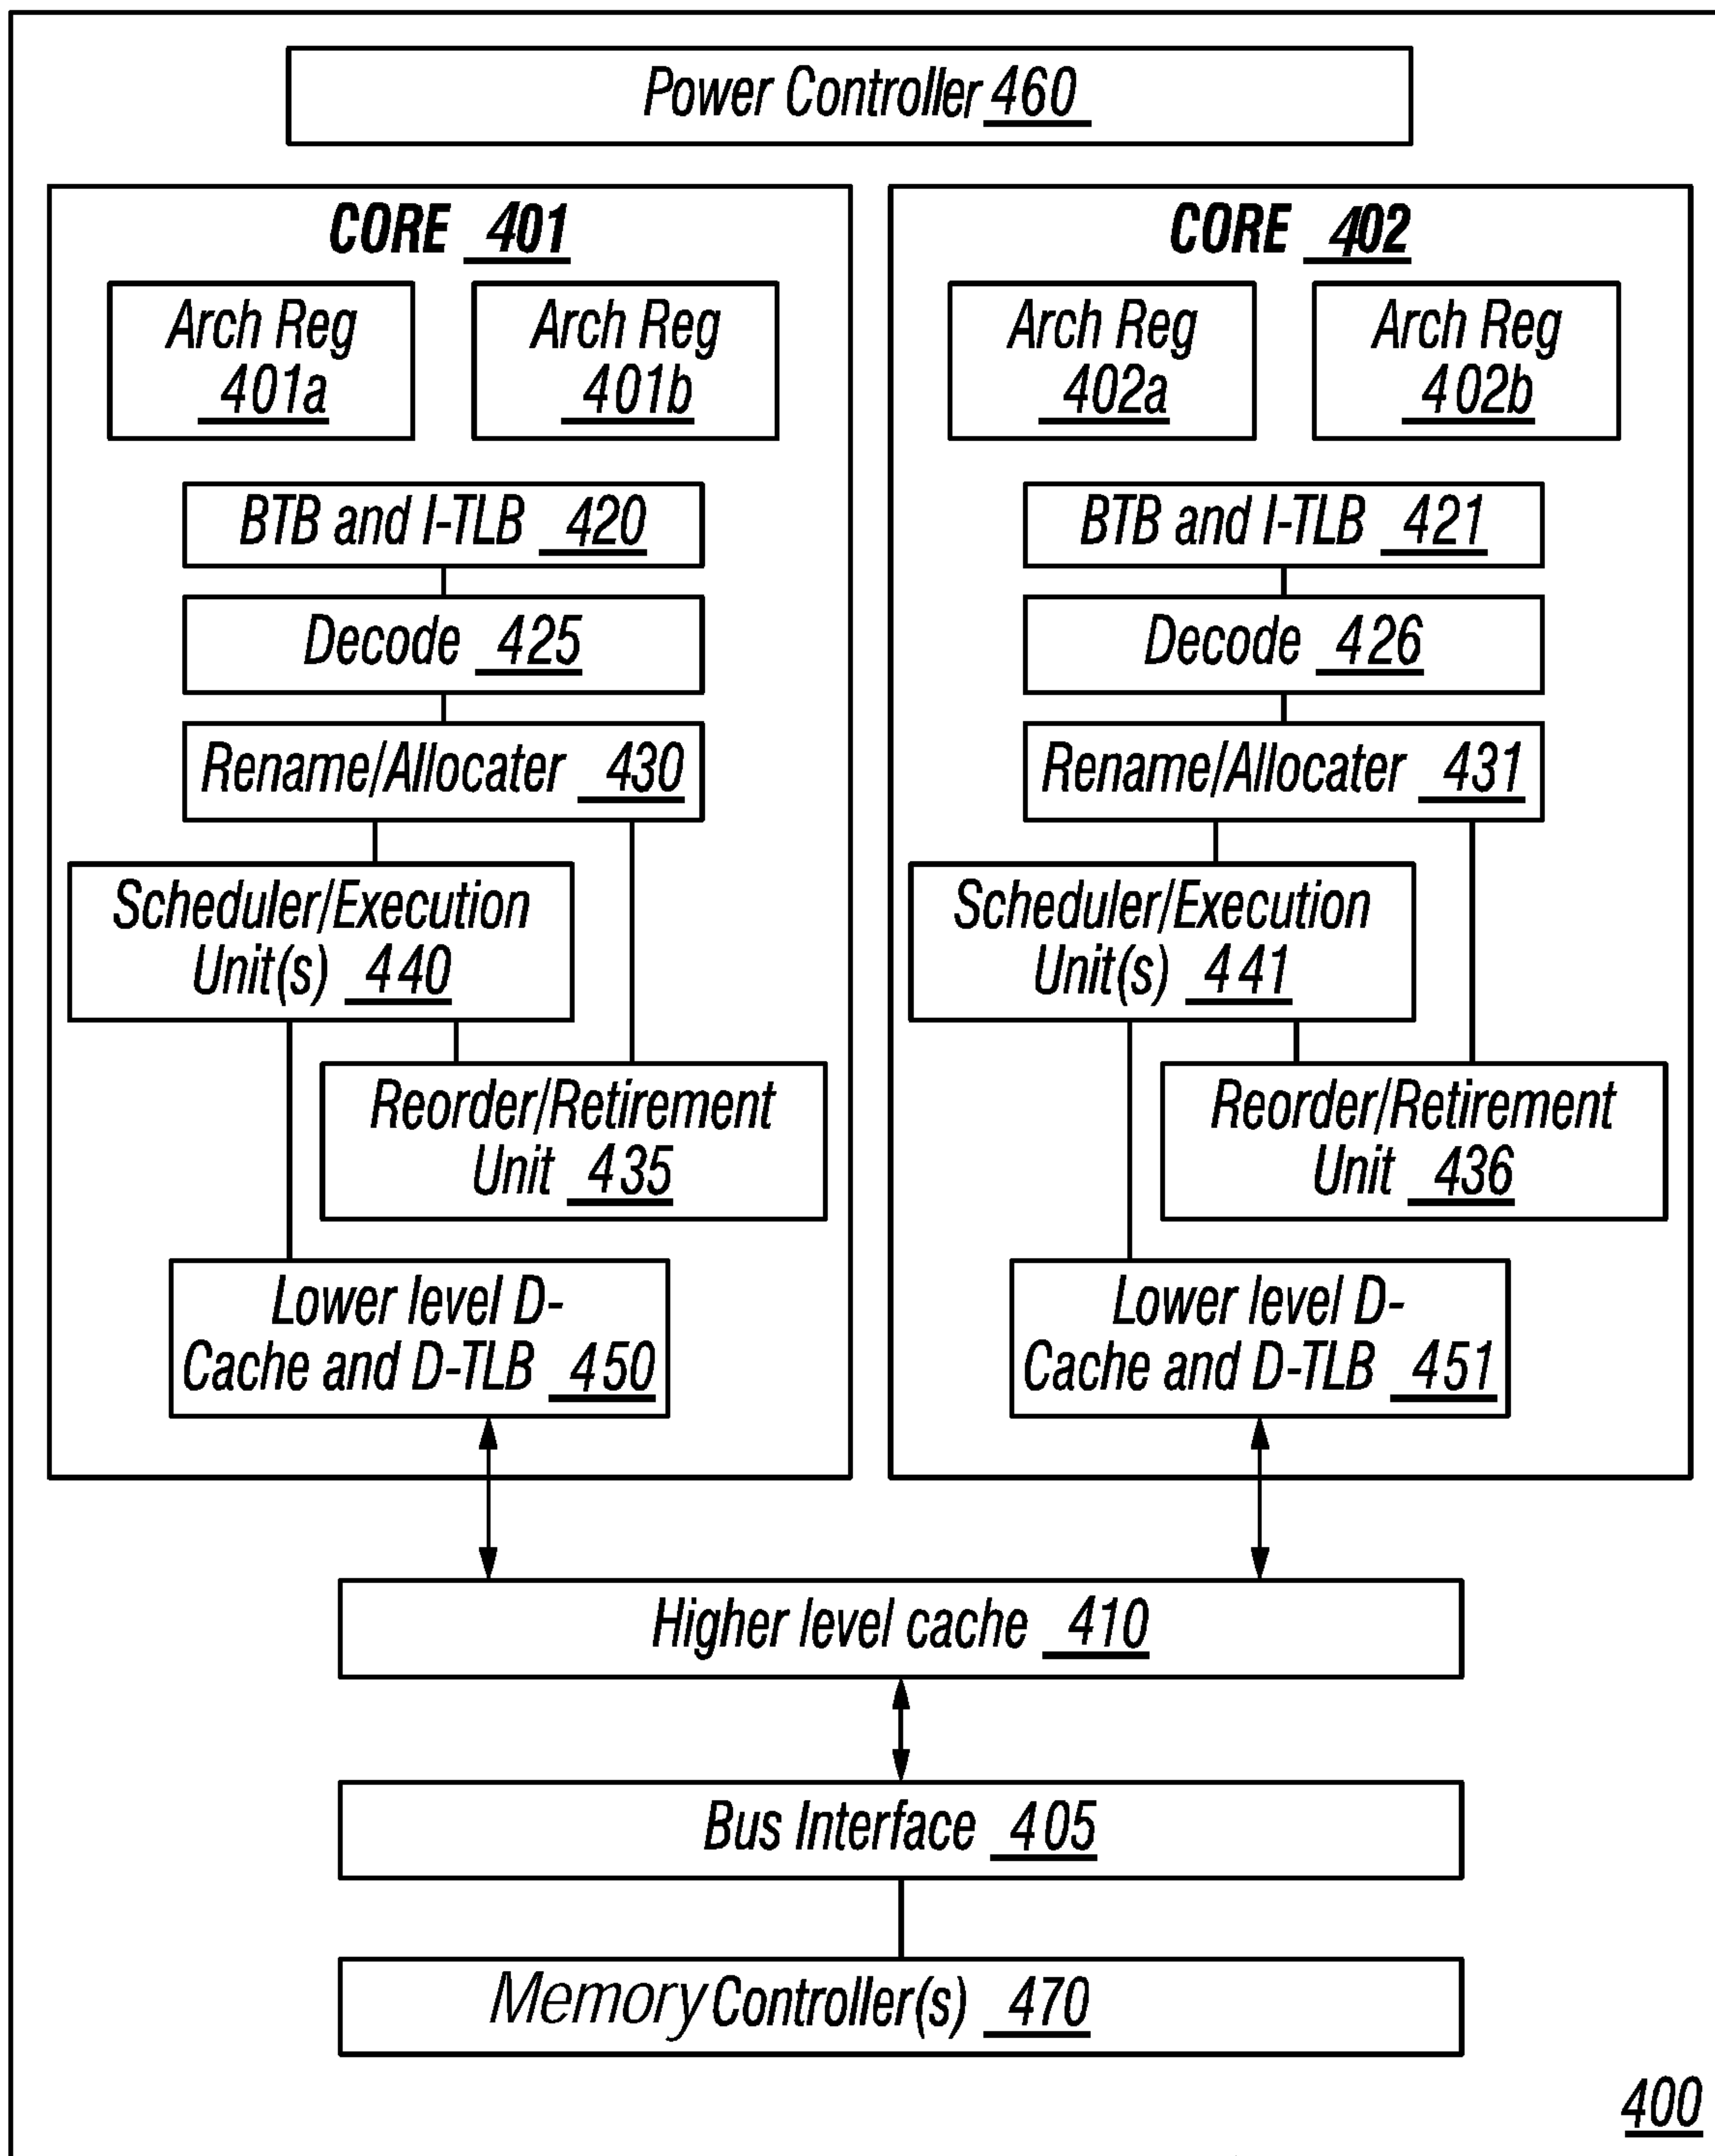 Power Controller 460
CORE 401
Arch Reg
401a
Arch Reg
401b
BTB and I-TLB 420
Decode 425
Rename/Allocater 430
Scheduler/Execution
Unit(s) 440
Reorder/Retirement
Unit 435
Lower level D-
Cache and D-TLB 450
CORE 402
Arch Reg
402a
Arch Reg
402b
BTB and I-TLB 421
Decode 426
Rename/Allocater 431
Scheduler/Execution
Unit(s) 441
Reorder/Retirement
Unit 436
Lower level D-
Cache and D-TLB 451
Higher level cache 410
Bus Interface 405
Memory Controller(s) 470
400